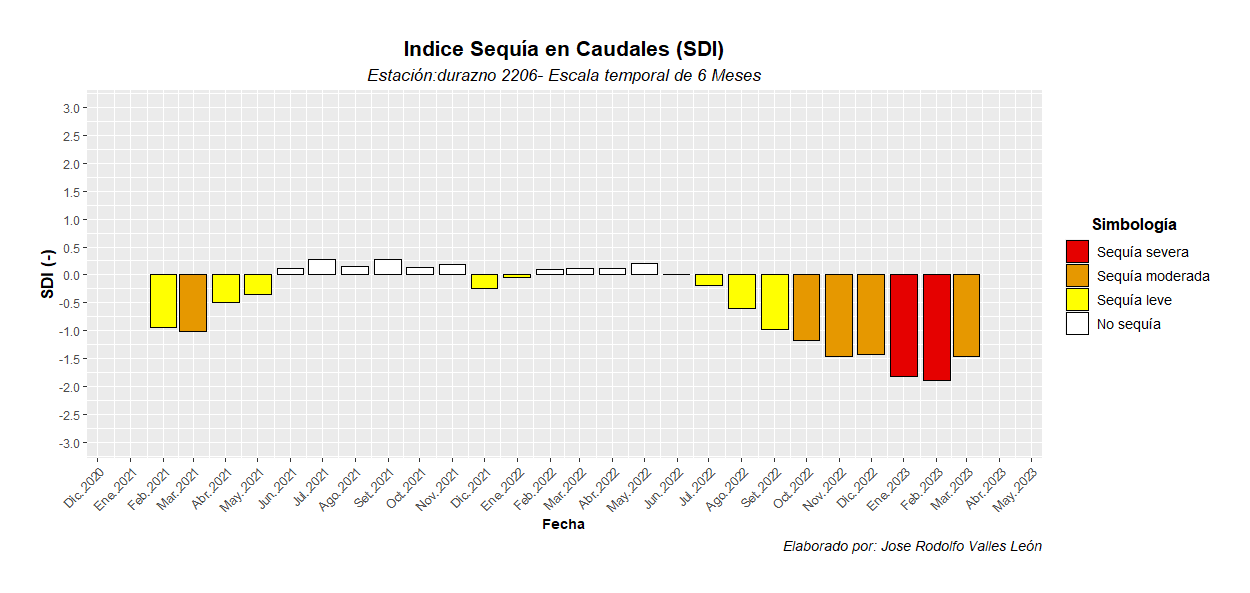 Indice Sequía en Caudales (SDI)
Estación:durazno 2206- Escala temporal de 6 Meses
SDI (-)
3.0
2.5
2.0
1.5
1.0
0.5
0.0
-0.5
-1.0
-1.5
-2.0
-2.5
-3.0
Dic.2020
Ene.2021
Feb.2021
Mar.2021
Abr.2021
May.2021
Jun.2021
Jul.2021
Ago.2021
Set.2021
Oct.2021
Nov.2021
Dic.2021
Ene.2022
Feb.2022
Mar.2022
Abr.2022
May.2022
Jun.2022
Jul.2022
Ago.2022
Set.2022
Oct.2022
Nov.2022
Dic.2022
Ene.2023
Feb.2023
Mar.2023
Abr.2023
May.2023
Fecha
Simbología
Sequía severa
Sequía moderada
Sequía leve
No sequía
Elaborado por: Jose Rodolfo Valles León